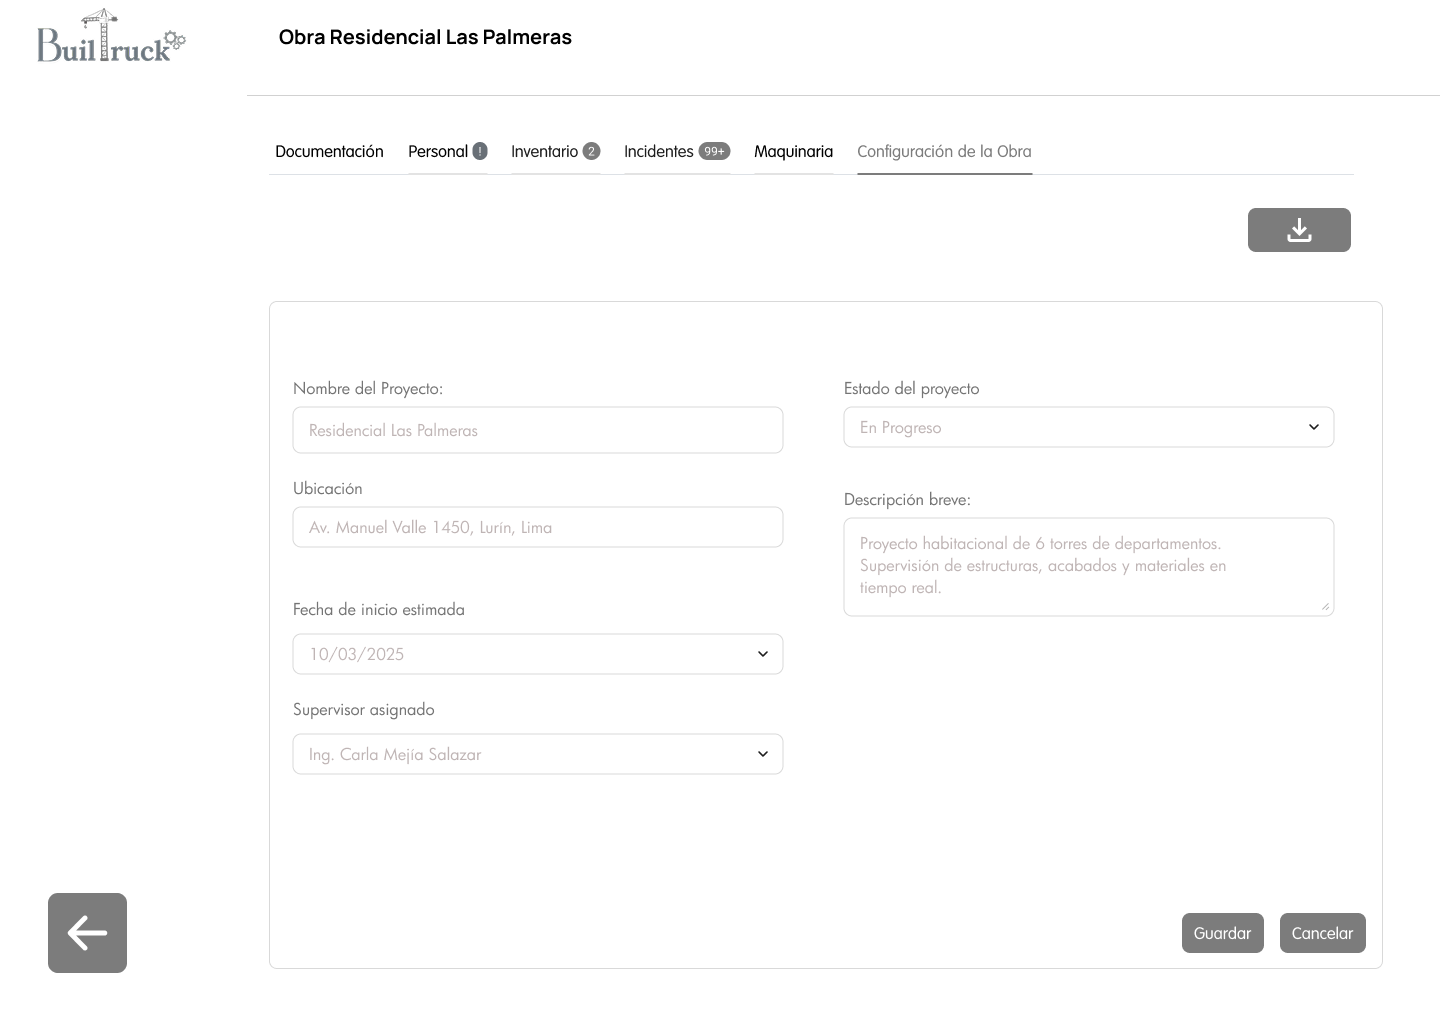 BuilTruck
Obra Residencial Las Palmeras
Documentación Personal ! Inventario 2 Incidentes 99+ Maquinaria Configuración de la Obra
Nombre del Proyecto:
Residencial Las Palmeras
Ubicación
Av. Manuel Valle 1450, Lurín, Lima
Fecha de inicio estimada
10/03/2025
Supervisor asignado
Ing. Carla Mejía Salazar
Estado del proyecto
En Progreso
Descripción breve:
Proyecto habitacional de 6 torres de departamentos.
Supervisión de estructuras, acabados y materiales en
tiempo real.
Guardar Cancelar